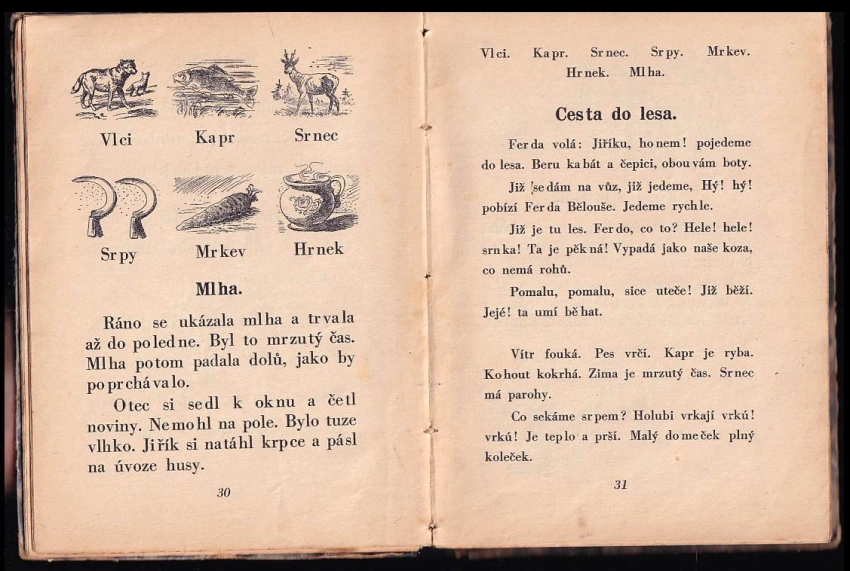 Vlci Kapr Srnec
Srpy Mrkev Hrnek
Mlha.
Ráno se ukázala mlha a trvala
až do poledne. Byl to mrzutý čas.
Mlha potom padala dolů, jako by
poprchávalo.
Otec si sedl k oknu a četl
noviny. Nemohl na pole. Bylo tuze
vlhko. Jiřík si natáhl krpce a pásl
na úvoze husy.
30
Vlci. Kapr. Srnec. Srpy. Mrkev.
Hrnek. Mlha.
Cesta do lesa.
Ferda volá: Jiříku, honem! pojedeme
do lesa. Beru kabát a čepici, obouvám boty.
Již sedám na vůz, již jedeme, Hý! hý!
pobízí Ferda Bělouše. Jedeme rychle.
Již je tu les. Ferdo, co to? Hele! hele!
srnka! Ta je pěkná! Vypadá jako naše koza,
co nemá rohů.
Pomalu, pomalu, sice uteče! Již běží.
Jejé! ta umí běhat.
Vítr fouká. Pes vrčí. Kapr je ryba.
Kohout kokrhá. Zima je mrzutý čas. Srnec
má parohy.
Co sekáme srpem? Holubi vrkají vrkú!
vrkú! Je teplo a prší. Malý domeček plný
koleček.
31